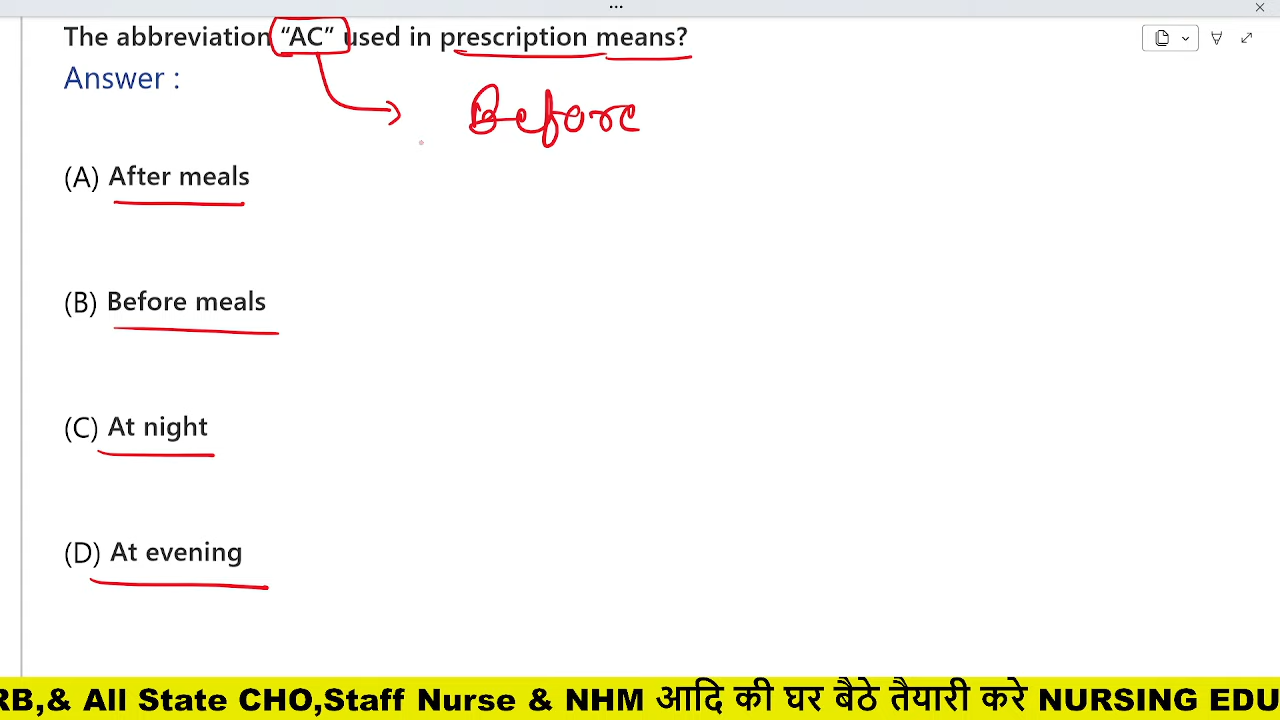 The abbreviation “AC” used in prescription means?
Answer :
Before
(A) After meals
(B) Before meals
(C) At night
(D) At evening
RB,& All State CHO,Staff Nurse & NHM आदि की घर बैठे तैयारी करे NURSING EDU